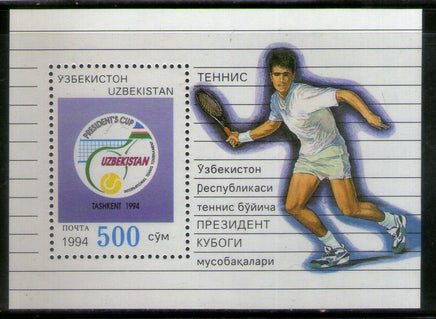 ЎЗБЕКИСТОН
UZBEKISTAN
PRESIDENT'S CUP
UZBEKISTAN
INTERNATIONAL TENNIS TOURNAMENT
TASHKENT 1994
ПОЧТА
1994 500 сўм
ТЕННИС
Ўзбекистон
Республикаси
теннис бўйича
ПРЕЗИДЕНТ
КУБОГИ
мусобақалари